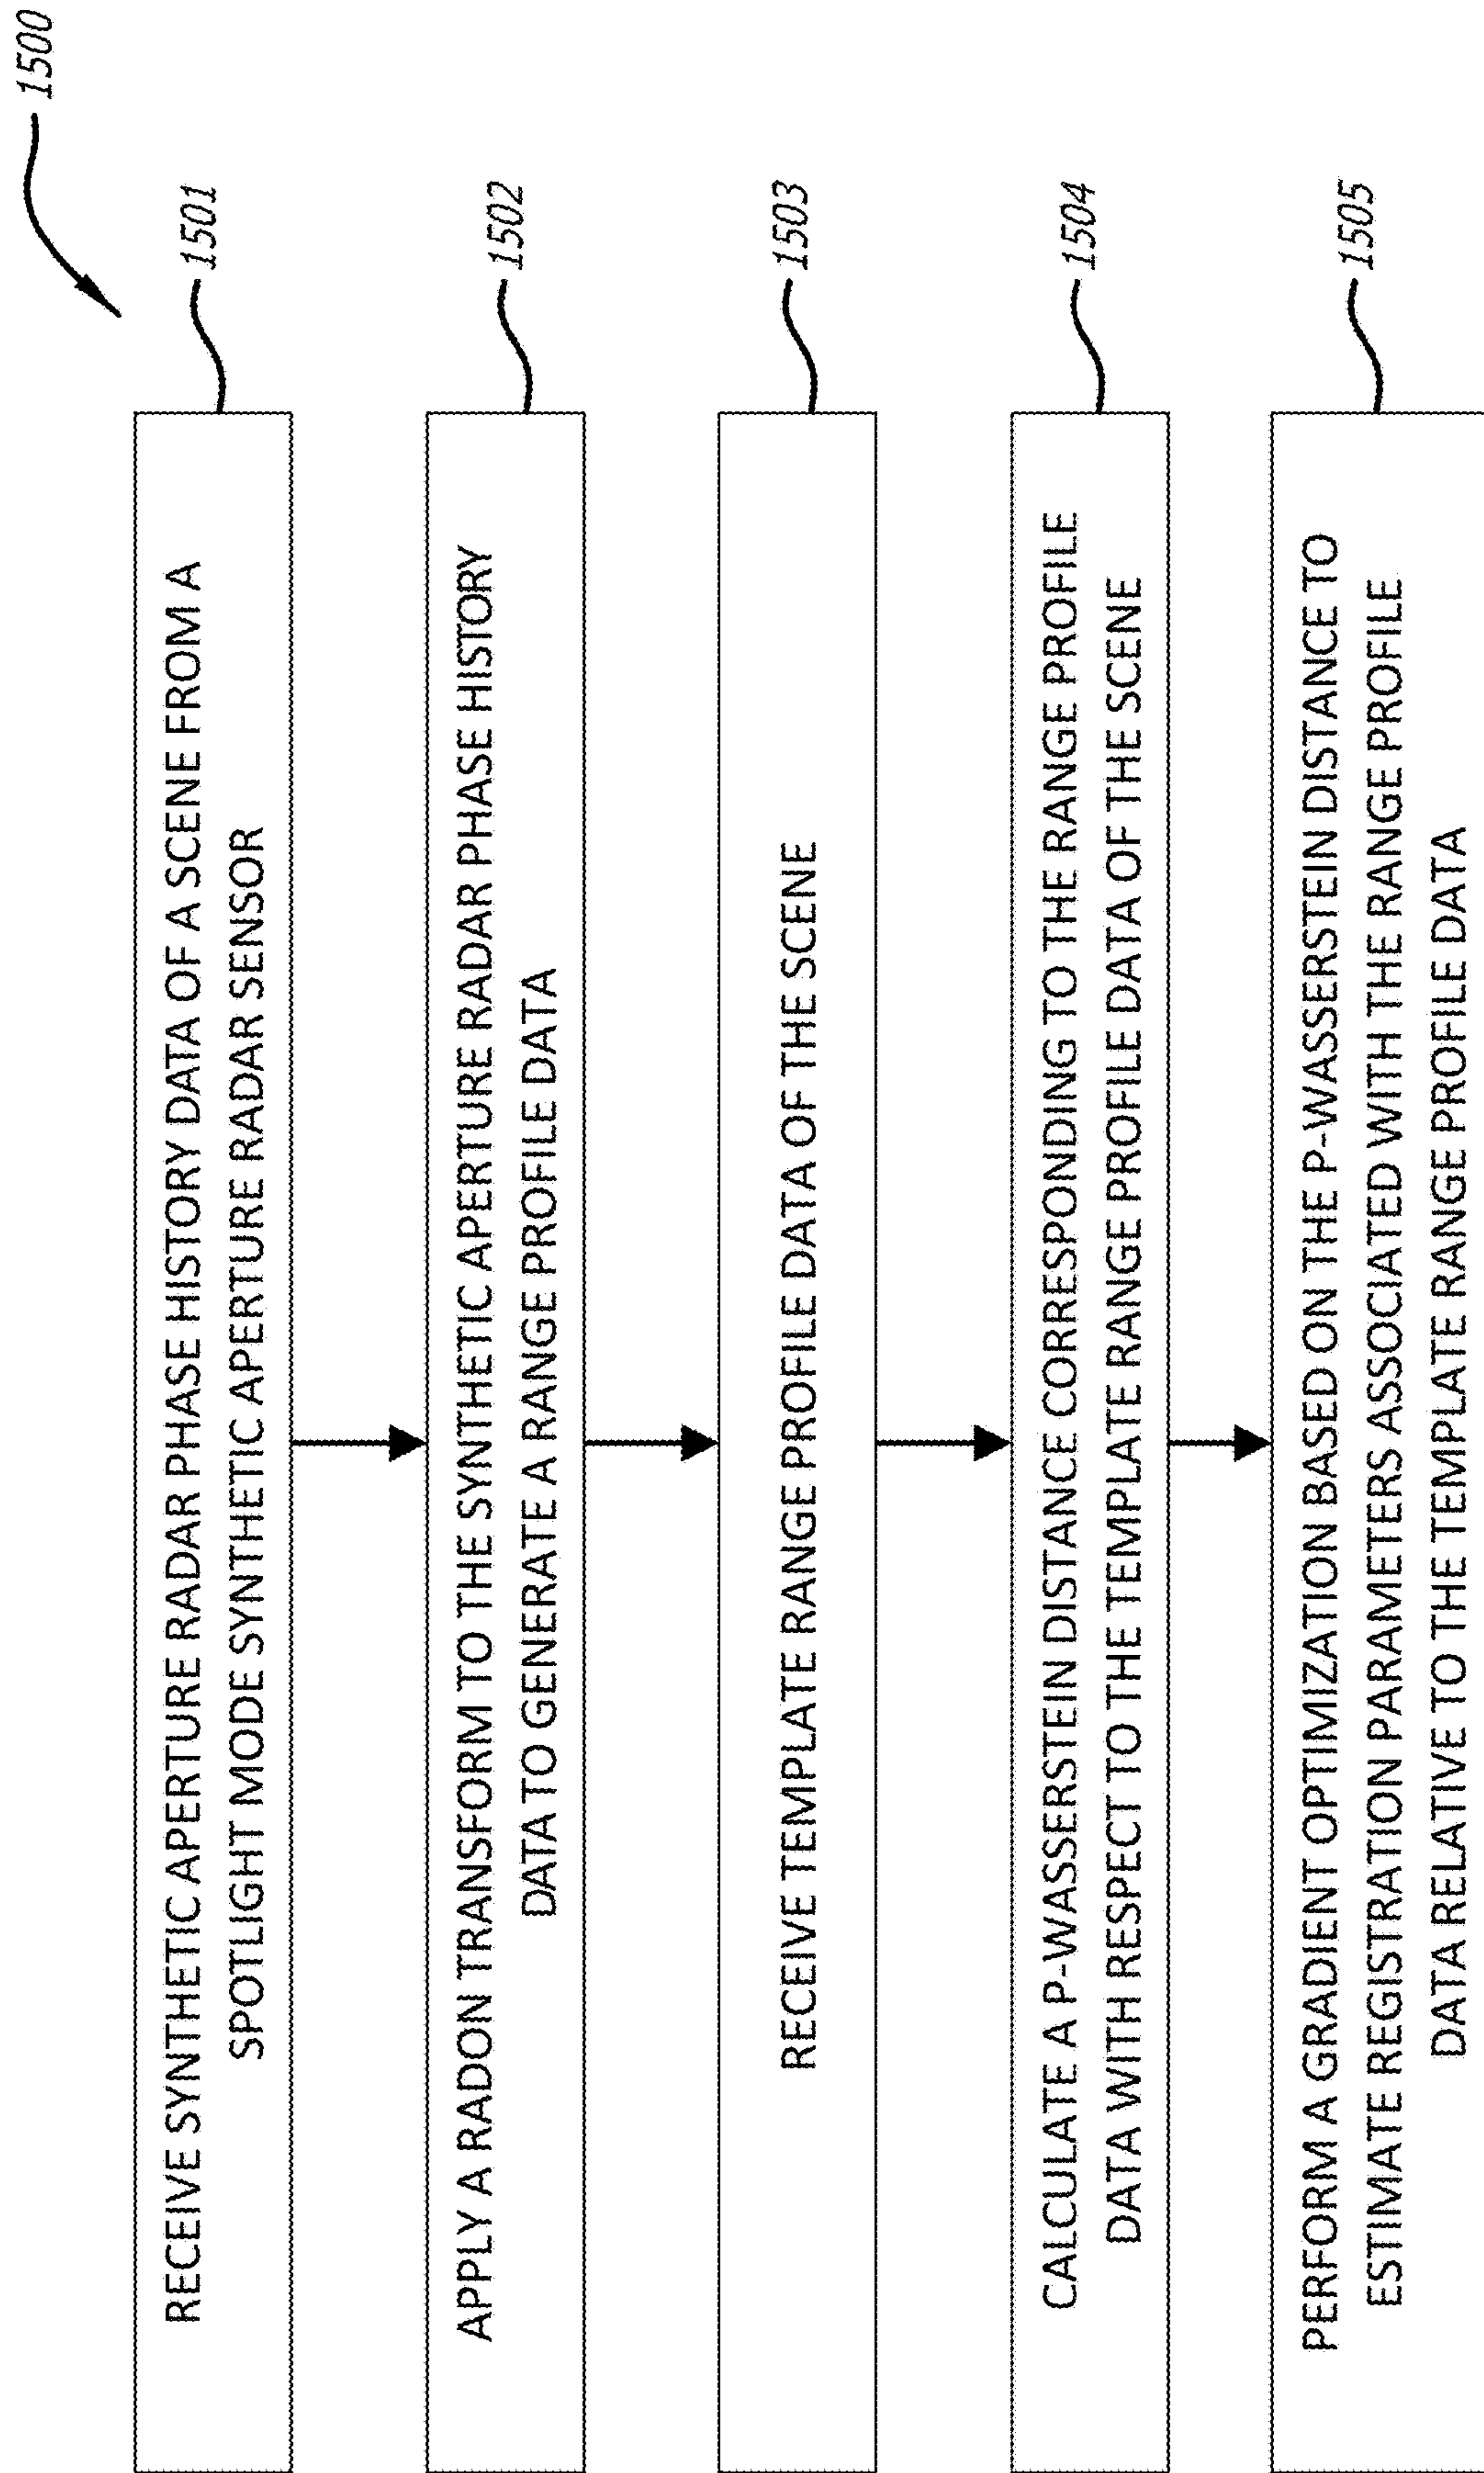 1500
RECEIVE SYNTHETIC APERTURE RADAR PHASE HISTORY DATA OF A SCENE FROM A
SPOTLIGHT MODE SYNTHETIC APERTURE RADAR SENSOR
1501
APPLY A RADON TRANSFORM TO THE SYNTHETIC APERTURE RADAR PHASE HISTORY
DATA TO GENERATE A RANGE PROFILE DATA
1502
RECEIVE TEMPLATE RANGE PROFILE DATA OF THE SCENE
1503
CALCULATE A P-WASSERSTEIN DISTANCE CORRESPONDING TO THE RANGE PROFILE
DATA WITH RESPECT TO THE TEMPLATE RANGE PROFILE DATA OF THE SCENE
1504
PERFORM A GRADIENT OPTIMIZATION BASED ON THE P-WASSERSTEIN DISTANCE TO
ESTIMATE REGISTRATION PARAMETERS ASSOCIATED WITH THE RANGE PROFILE
DATA RELATIVE TO THE TEMPLATE RANGE PROFILE DATA
1505